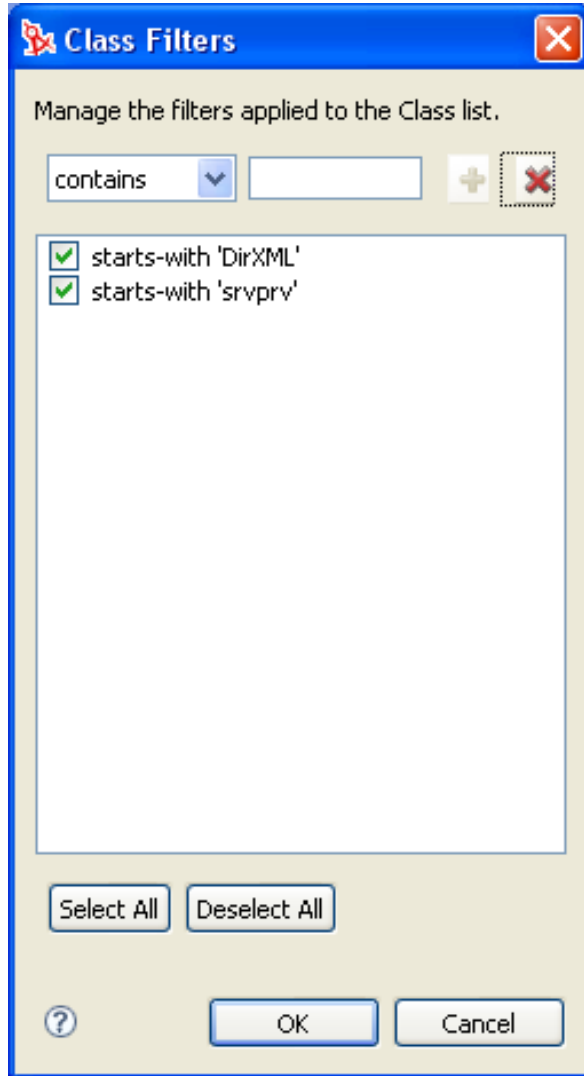 Class Filters
Manage the filters applied to the Class list.
contains
starts-with 'DirXML'
starts-with 'srvprv'
Select All Deselect All
? OK Cancel